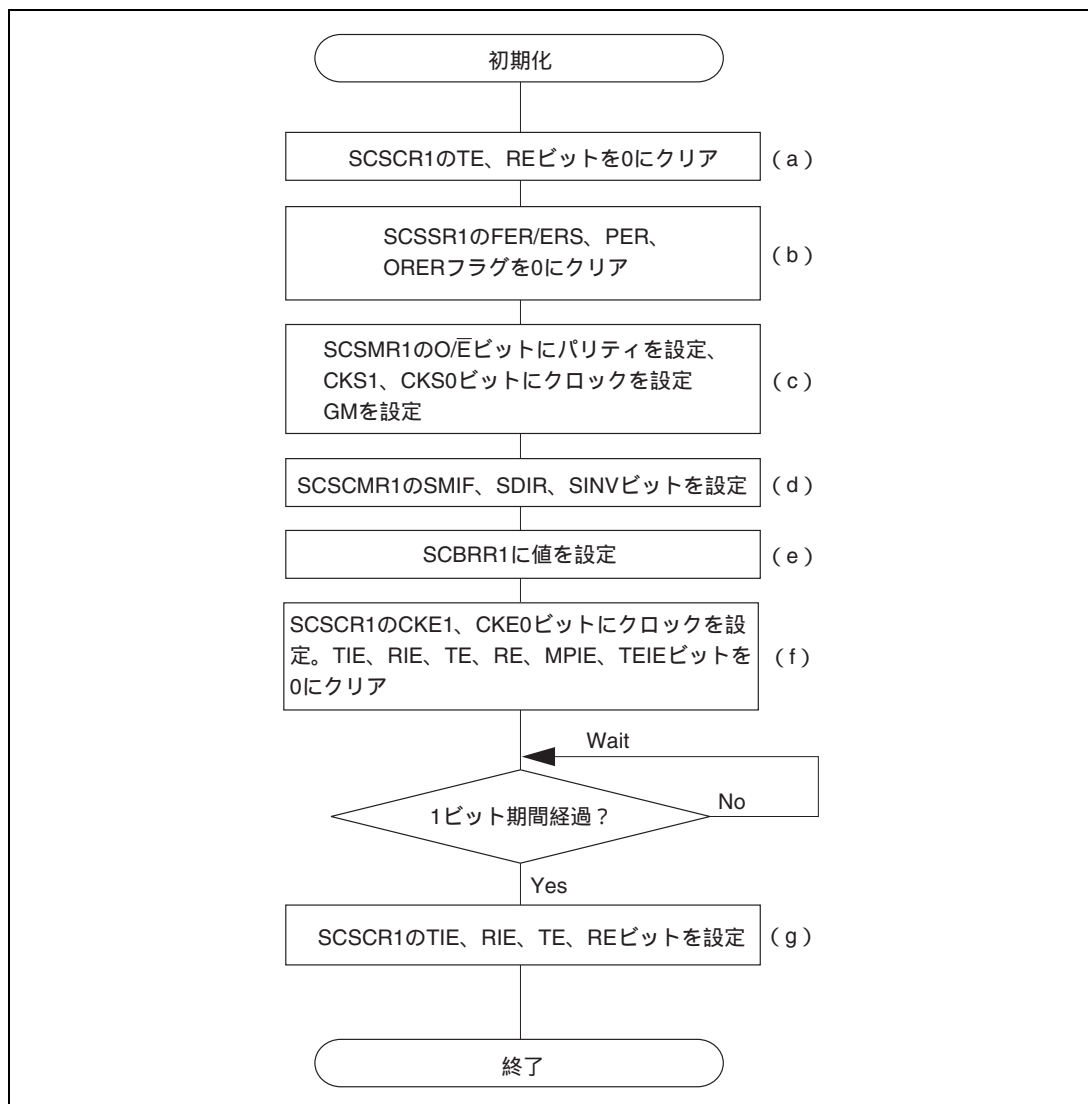 初期化
SCSCR1のTE、REビットを0にクリア
(a)
SCSSR1のFER/ERS、PER、
ORERフラグを0にクリア
(b)
SCSMR1のO/E̅ビットにパリティを設定、
CKS1、CKS0ビットにクロックを設定
GMを設定
(c)
SCSCMR1のSMIF、SDIR、SINVビットを設定
(d)
SCBRR1に値を設定
(e)
SCSCR1のCKE1、CKE0ビットにクロックを設
定。TIE、RIE、TE、RE、MPIE、TEIEビットを
0にクリア
(f)
Wait
1ビット期間経過？
No
Yes
SCSCR1のTIE、RIE、TE、REビットを設定
(g)
終了